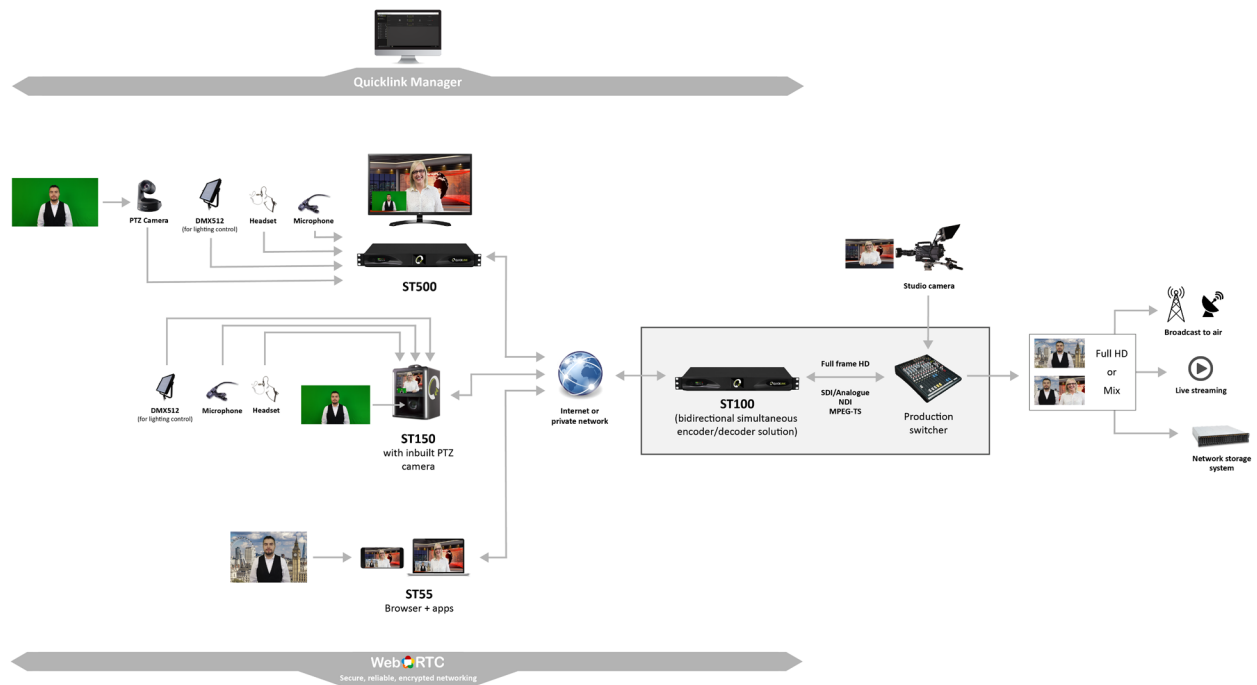 Quicklink Manager
PTZ Camera
DMX512
(for lighting control)
Headset
Microphone
ST500
Studio camera
Broadcast to air
DMX512
(for lighting control)
Microphone
Headset
ST150
with inbuilt PTZ
camera
Internet or
private network
ST100
(bidirectional simultaneous
encoder/decoder solution)
Full frame HD
SDI/Analogue
NDI
MPEG-TS
Production
switcher
Full HD
or
Mix
Live streaming
Network storage
system
ST55
Browser + apps
Web RTC
Secure, reliable, encrypted networking